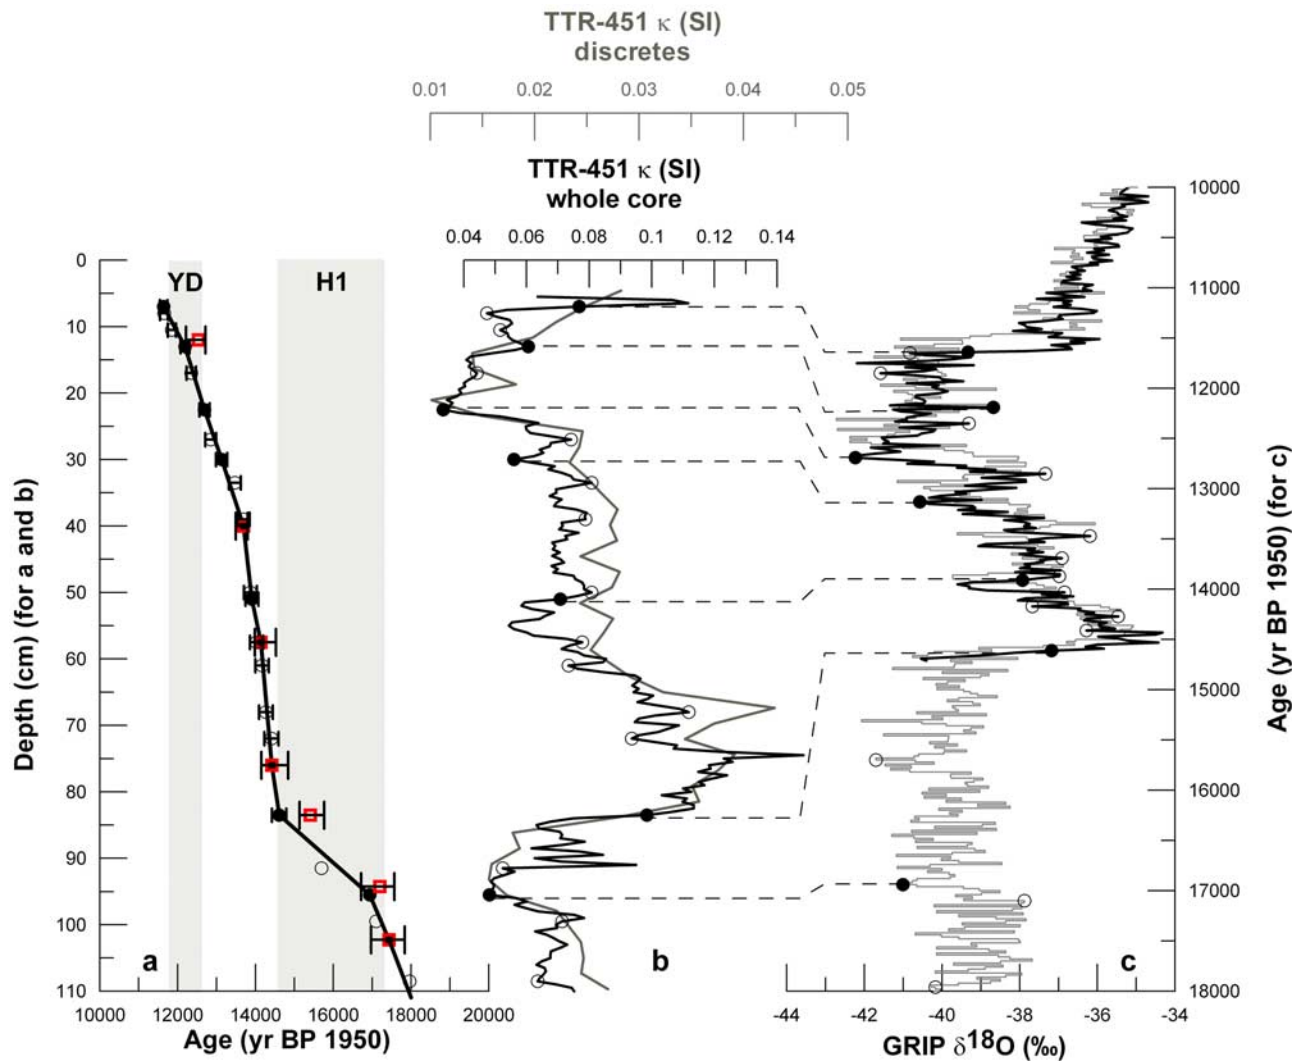 TTR-451 κ (SI)
discretes
0.01 0.02 0.03 0.04 0.05
TTR-451 κ (SI)
whole core
0.04 0.06 0.08 0.1 0.12 0.14
YD
H1
Depth (cm) (for a and b)
0
10
20
30
40
50
60
70
80
90
100
110
a
b
c
10000 12000 14000 16000 18000 20000
Age (yr BP 1950)
-44 -42 -40 -38 -36 -34
GRIP δ18O (‰)
10000
11000
12000
13000
14000
15000
16000
17000
18000
Age (yr BP 1950) (for c)